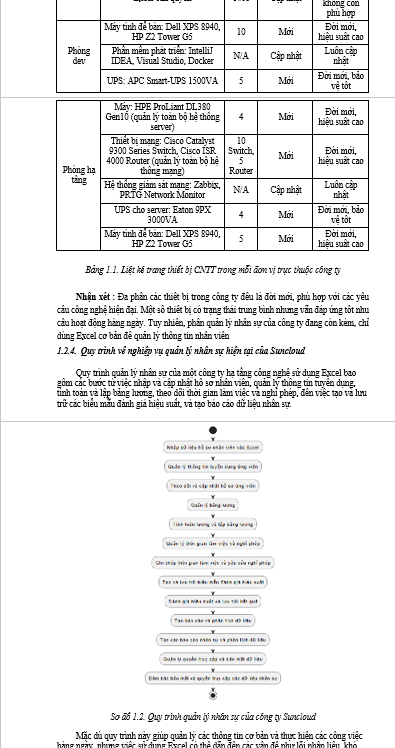 không còn
phù hợp
Phòng
dev
Máy tính để bàn: Dell XPS 8940,
HP Z2 Tower G5
10
Mới
Đời mới,
hiệu suất cao
Phần mềm phát triển: IntelliJ
IDEA, Visual Studio, Docker
N/A
Cập nhật
Luôn cập
nhật
UPS: APC Smart-UPS 1500VA
5
Mới
Đời mới, bảo
vệ tốt
Phòng hạ
tầng
Máy: HPE ProLiant DL380
Gen10 (quản lý toàn bộ hệ thống
server)
4
Mới
Đời mới,
hiệu suất cao
Thiết bị mạng: Cisco Catalyst
9300 Series Switch, Cisco ISR
4000 Router (quản lý toàn bộ hệ
thống mạng)
10
Switch,
5
Router
Mới
Đời mới,
hiệu suất cao
Hệ thống giám sát mạng: Zabbix,
PRTG Network Monitor
N/A
Cập nhật
Luôn cập
nhật
UPS cho server: Eaton 9PX
3000VA
4
Mới
Đời mới, bảo
vệ tốt
Máy tính để bàn: Dell XPS 8940,
HP Z2 Tower G5
5
Mới
Đời mới,
hiệu suất cao
Bảng 1.1. Liệt kê trang thiết bị CNTT trong mỗi đơn vị trực thuộc công ty
Nhận xét : Đa phần các thiết bị trong công ty đều là đời mới, phù hợp với các yêu
cầu công nghệ hiện đại. Một số thiết bị có trạng thái trung bình nhưng vẫn đáp ứng tốt nhu
cầu hoạt động hàng ngày. Tuy nhiên, phần quản lý nhân sự của công ty đang còn kém, chỉ
dùng Excel cơ bản để quản lý thông tin nhân viên
1.2.4. Quy trình về nghiệp vụ quản lý nhân sự hiện tại của Suncloud
Quy trình quản lý nhân sự của một công ty hạ tầng công nghệ sử dụng Excel bao
gồm các bước từ việc nhập và cập nhật hồ sơ nhân viên, quản lý thông tin tuyển dụng,
tính toán và lập bảng lương, theo dõi thời gian làm việc và nghỉ phép, đến việc tạo và lưu
trữ các biểu mẫu đánh giá hiệu suất, và tạo báo cáo dữ liệu nhân sự.
Nhập dữ liệu hồ sơ nhân viên vào Excel
Quản lý thông tin tuyển dụng ứng viên
Theo dõi và cập nhật hồ sơ ứng viên
Quản lý bảng lương
Tính toán lương và lập bảng lương
Quản lý thời gian làm việc và nghỉ phép
Ghi chép thời gian làm việc và yêu cầu nghỉ phép
Tạo và lưu trữ biểu mẫu đánh giá hiệu suất
Đánh giá hiệu suất và lưu trữ kết quả
Tạo báo cáo và phân tích dữ liệu
Tạo các báo cáo nhân sự và phân tích dữ liệu
Quản lý quyền truy cập và bảo mật dữ liệu
Đảm bảo bảo mật và quyền truy cập vào dữ liệu nhân sự
Sơ đồ 1.2. Quy trình quản lý nhân sự của công ty Suncloud
Mặc dù quy trình này giúp quản lý các thông tin cơ bản và thực hiện các công việc
hàng ngày, nhưng việc sử dụng Excel có thể dẫn đến các vấn đề như lỗi nhập liệu, khó